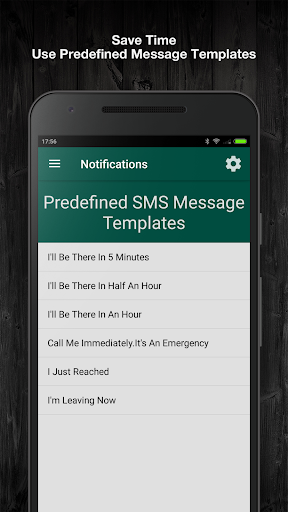 Save Time
Use Predefined Message Templates
17:56
Notifications
Predefined SMS Message
Templates
I'll Be There In 5 Minutes
I'll Be There In Half An Hour
I'll Be There In An Hour
Call Me Immediately.It's An Emergency
I Just Reached
I'm Leaving Now